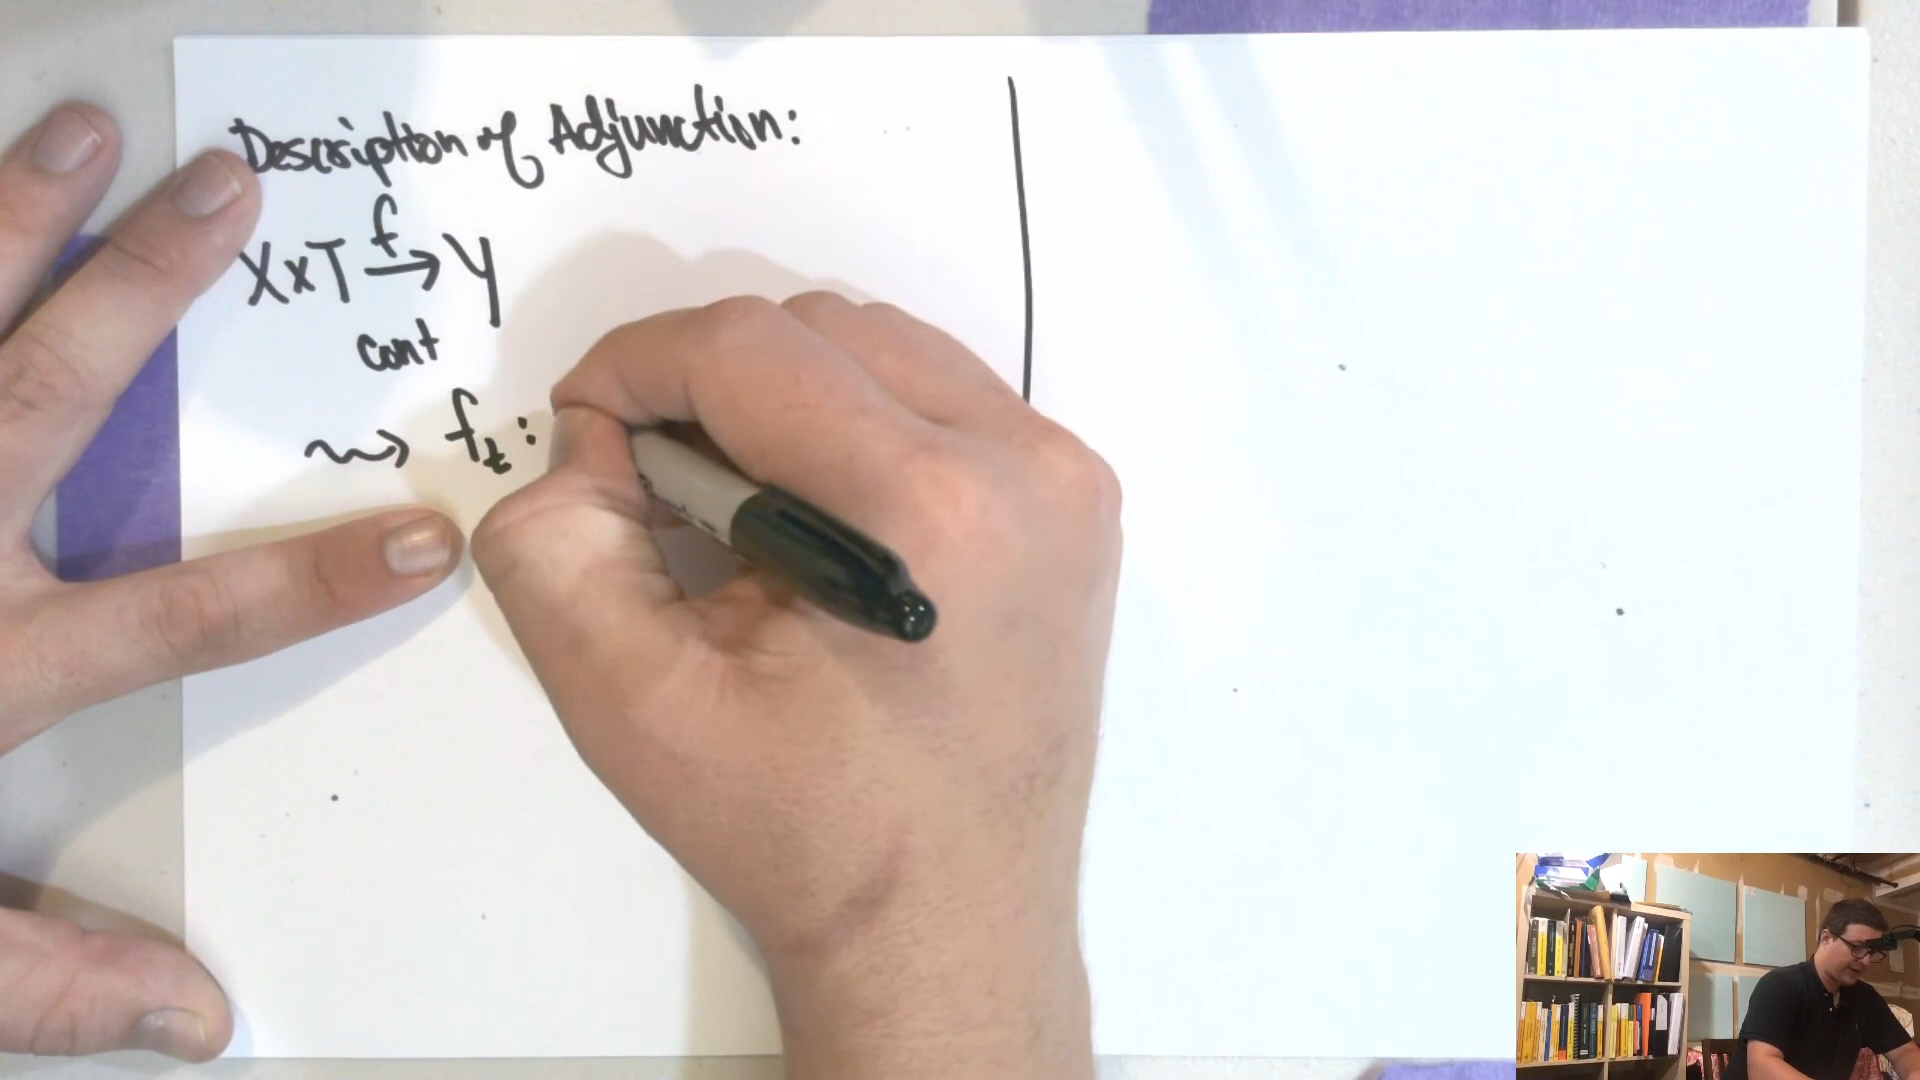 Description of Adjunction:
X×T →f Y
cont
⇝ f_t :